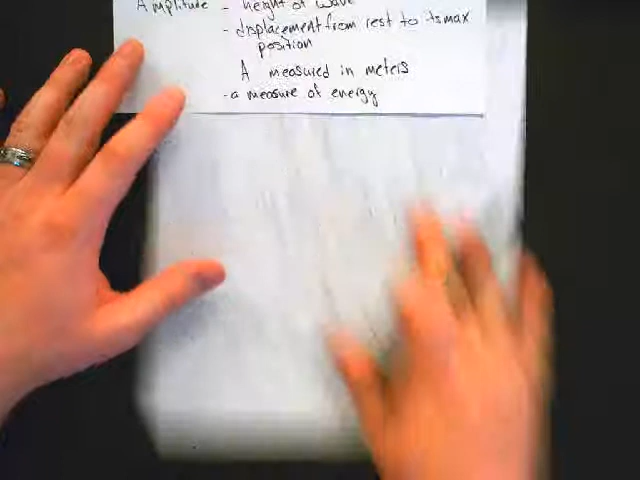 Amplitude - height of wave
- displacement from rest to its max
position
A measured in meters
- a measure of energy